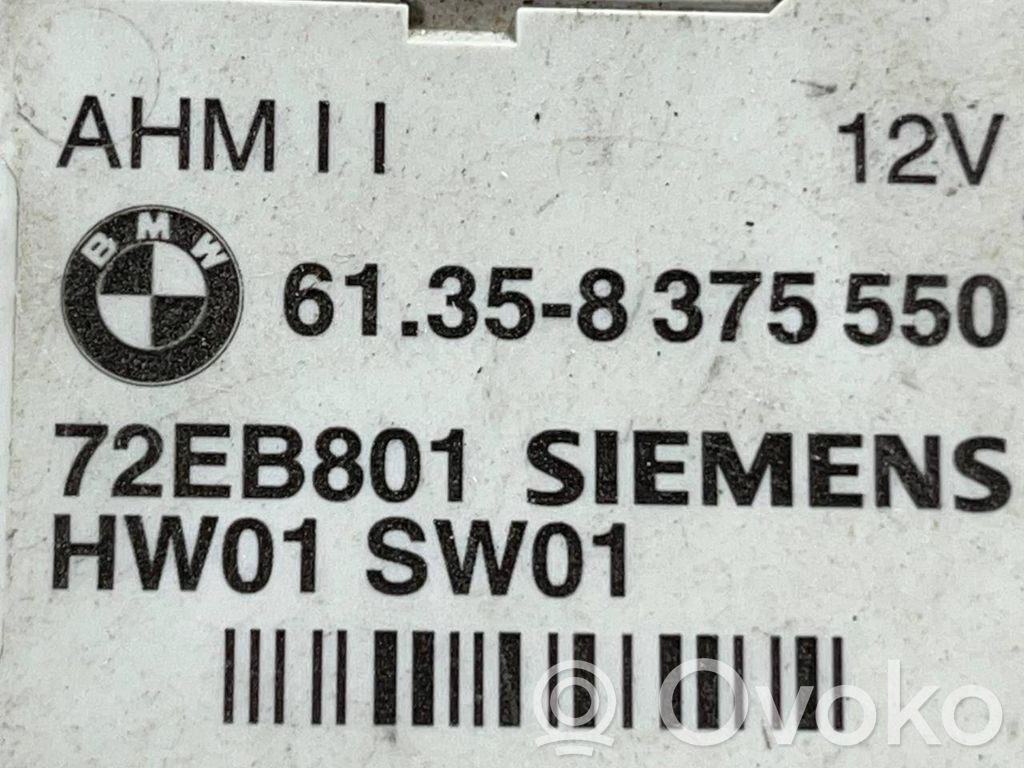 AHM I I 12V
BMW 61.35-8 375 550
72EB801 SIEMENS
HW01 SW01
Ovoko